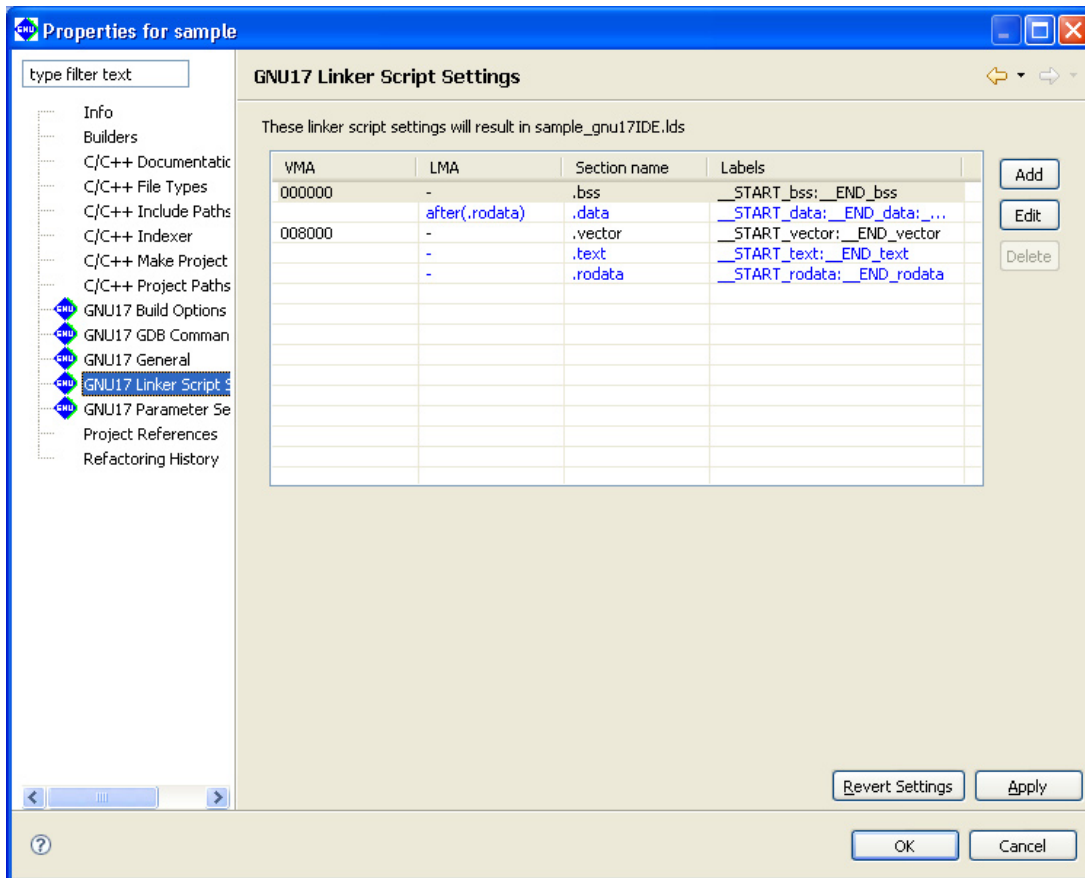 Properties for sample
type filter text
Info
Builders
C/C++ Documentatic
C/C++ File Types
C/C++ Include Paths
C/C++ Indexer
C/C++ Make Project
C/C++ Project Paths
GNU17 Build Options
GNU17 GDB Comman
GNU17 General
GNU17 Linker Script S
GNU17 Parameter Se
Project References
Refactoring History
GNU17 Linker Script Settings
These linker script settings will result in sample_gnu17IDE.lds
VMA LMA Section name Labels
000000 - .bss __START_bss:__END_bss
after(.rodata) .data __START_data:__END_data:_...
008000 - .vector __START_vector:__END_vector
- .text __START_text:__END_text
- .rodata __START_rodata:__END_rodata
Add
Edit
Delete
Revert Settings Apply
OK Cancel